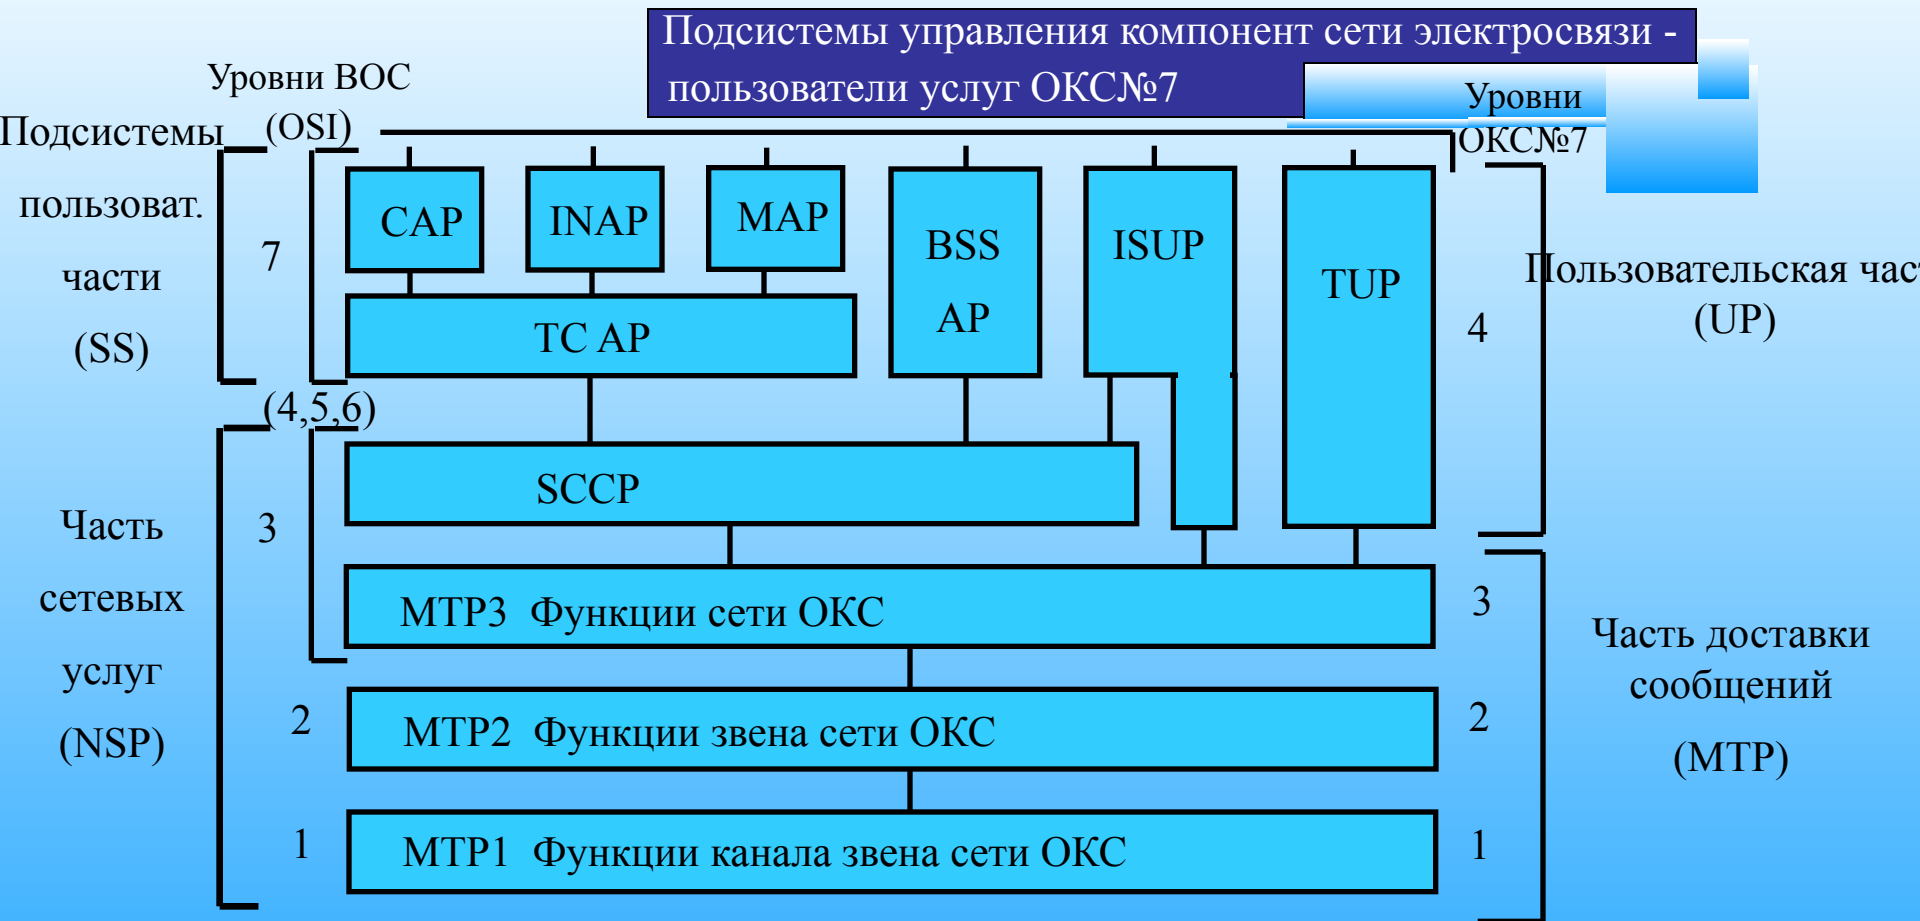 Подсистемы управления компонент сети электросвязи -
пользователи услуг ОКС№7
Уровни ВОС
(OSI)
Уровни
ОКС№7
Подсистемы
пользоват.
части
(SS)
7
CAP
INAP
MAP
BSS
AP
ISUP
TUP
TC AP
4
Пользовательская част
(UP)
(4,5,6)
SCCP
Часть
сетевых
услуг
(NSP)
3
MTP3 Функции сети ОКС
3
2
MTP2 Функции звена сети ОКС
2
1
MTP1 Функции канала звена сети ОКС
1
Часть доставки
сообщений
(MTP)